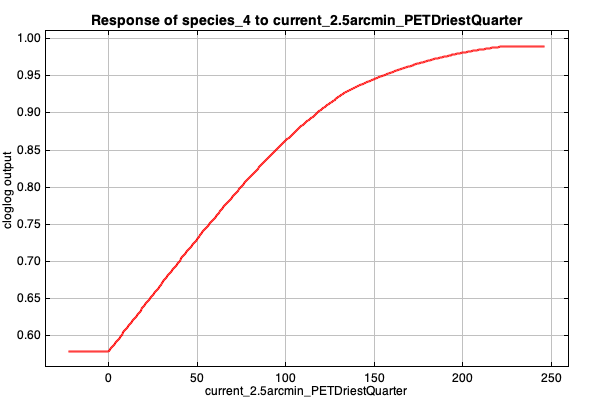 Response of species_4 to current_2.5arcmin_PETDriestQuarter
1.00
0.95
0.90
0.85
0.80
0.75
0.70
0.65
0.60
cloglog output
0 50 100 150 200 250
current_2.5arcmin_PETDriestQuarter